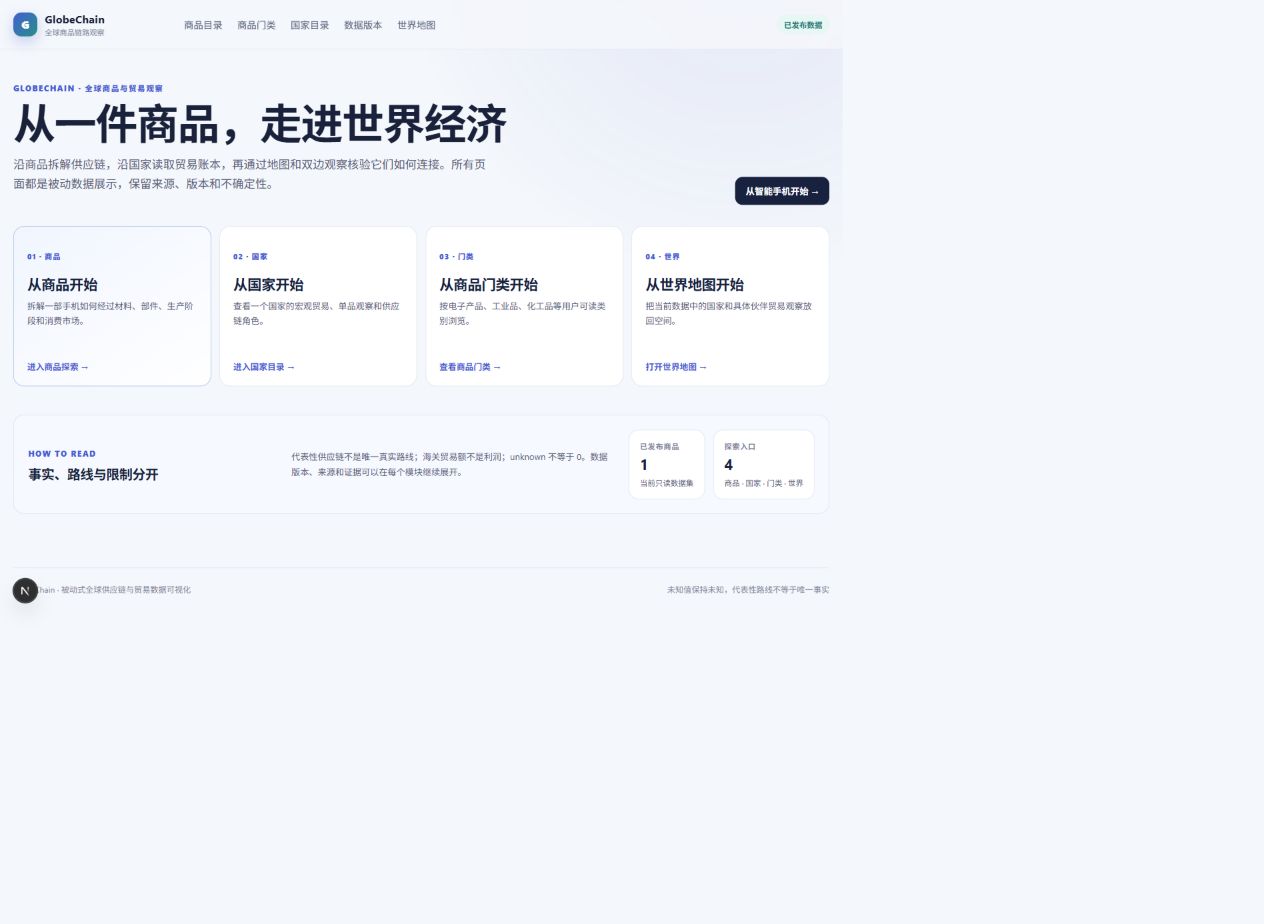 G
GlobeChain
全球商品链路观察
商品目录
商品门类
国家目录
数据版本
世界地图
已发布数据
GLOBECHAIN · 全球商品与贸易观察
从一件商品，走进世界经济
沿商品拆解供应链，沿国家读取贸易账本，再通过地图和双边观察核验它们如何连接。所有页
面都是被动数据展示，保留来源、版本和不确定性。
从智能手机开始 →
01 · 商品
从商品开始
拆解一部手机如何经过材料、部件、生产阶
段和消费市场。
进入商品探索 →
02 · 国家
从国家开始
查看一个国家的宏观贸易、单品观察和供应
链角色。
进入国家目录 →
03 · 门类
从商品门类开始
按电子产品、工业品、化工品等用户可读类
别浏览。
查看商品门类 →
04 · 世界
从世界地图开始
把当前数据中的国家和具体伙伴贸易观察放
回空间。
打开世界地图 →
HOW TO READ
事实、路线与限制分开
代表性供应链不是唯一真实路线；海关贸易额不是利润；unknown 不等于 0。数据
版本、来源和证据可以在每个模块继续展开。
已发布商品
1
当前只读数据集
探索入口
4
商品 · 国家 · 门类 · 世界
N
Chain · 被动式全球供应链与贸易数据可视化
未知值保持未知，代表性路线不等于唯一事实